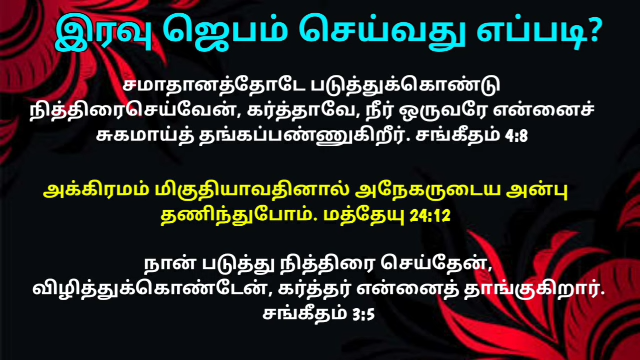 இரவு ஜெபம் செய்வது எப்படி?
சமாதானத்தோடே படுத்துக்கொண்டு
நித்திரைசெய்வேன், கர்த்தாவே, நீர் ஒருவரே என்னைச்
சுகமாய்த் தங்கப்பண்ணுகிறீர். சங்கீதம் 4:8
அக்கிரமம் மிகுதியாவதினால் அநேகருடைய அன்பு
தணிந்துபோம். மத்தேயு 24:12
நான் படுத்து நித்திரை செய்தேன்,
விழித்துக்கொண்டேன், கர்த்தர் என்னைத் தாங்குகிறார்.
சங்கீதம் 3:5